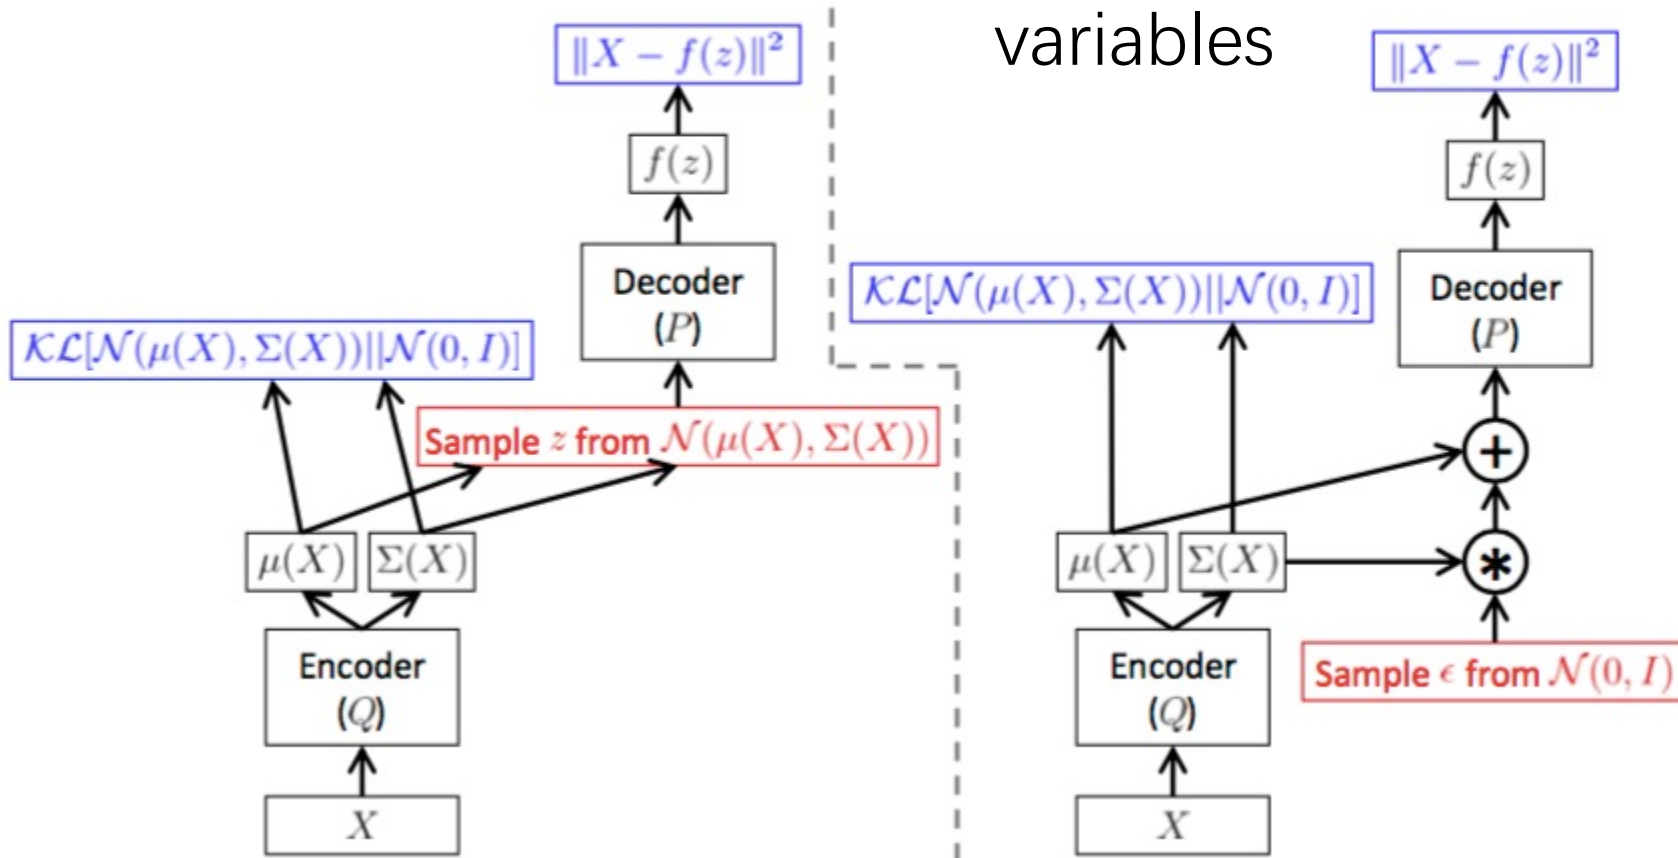 variables
‖X − f(z)‖²
f(z)
Decoder
(P)
𝒦ℒ[𝒩(μ(X), Σ(X))||𝒩(0, I)]
Sample z from 𝒩(μ(X), Σ(X))
μ(X)
Σ(X)
Encoder
(Q)
X
‖X − f(z)‖²
f(z)
Decoder
(P)
𝒦ℒ[𝒩(μ(X), Σ(X))||𝒩(0, I)]
+
μ(X)
Σ(X)
*
Sample ϵ from 𝒩(0, I)
Encoder
(Q)
X